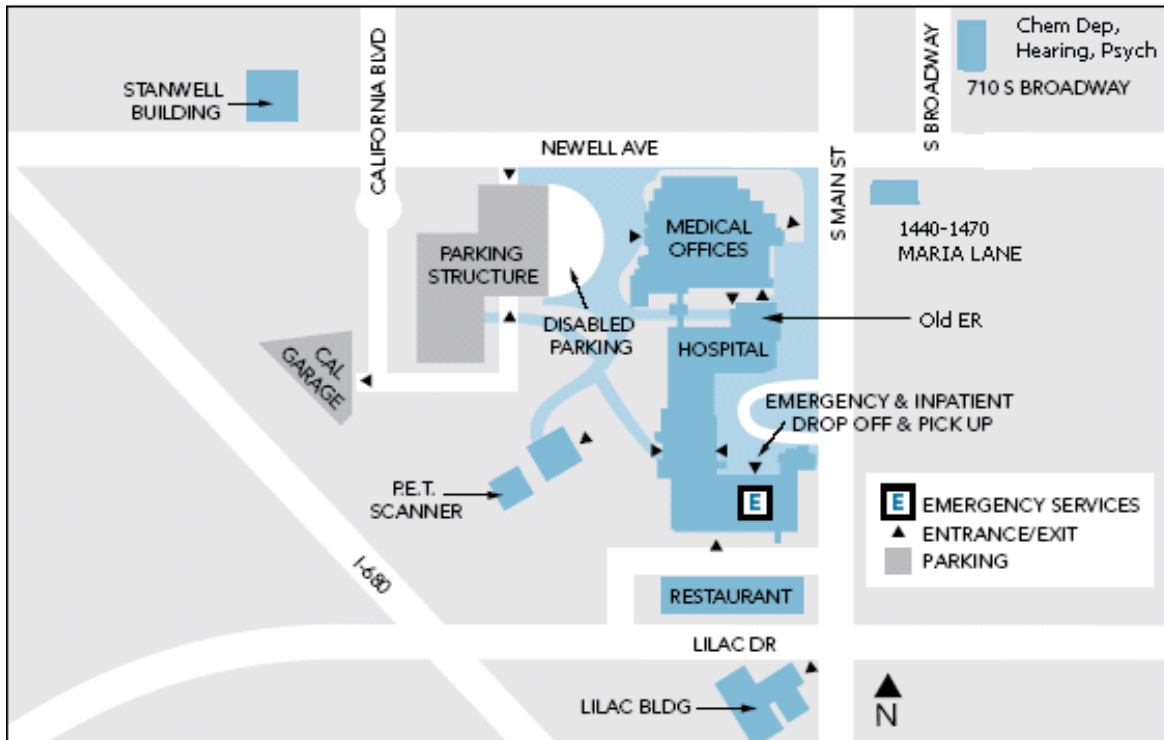 Chem Dep,
Hearing, Psych
710 S BROADWAY
S BROADWAY
CALIFORNIA BLVD
STANWELL
BUILDING
NEWELL AVE
S MAIN ST
1440-1470
MARIA LANE
MEDICAL
OFFICES
PARKING
STRUCTURE
DISABLED
PARKING
Old ER
HOSPITAL
CAL
GARAGE
EMERGENCY & INPATIENT
DROP OFF & PICK UP
P.E.T.
SCANNER
E
E EMERGENCY SERVICES
ENTRANCE/EXIT
PARKING
I-680
RESTAURANT
LILAC DR
LILAC BLDG
N